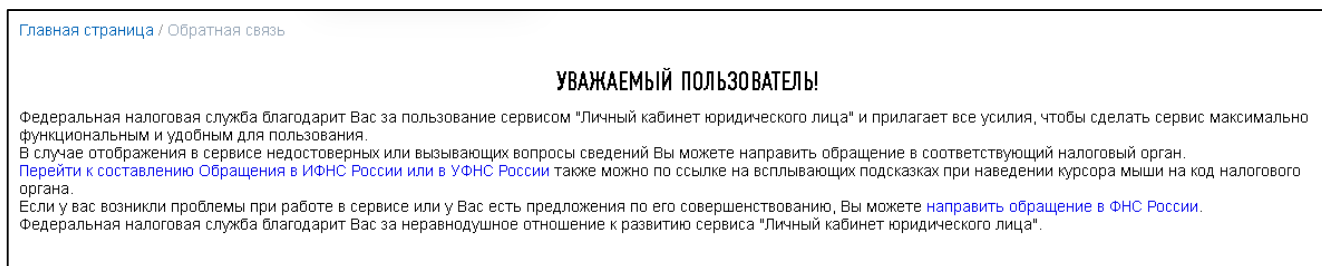 Главная страница / Обратная связь
УВАЖАЕМЫЙ ПОЛЬЗОВАТЕЛЬ!
Федеральная налоговая служба благодарит Вас за пользование сервисом "Личный кабинет юридического лица" и прилагает все усилия, чтобы сделать сервис максимально
функциональным и удобным для пользования.
В случае отображения в сервисе недостоверных или вызывающих вопросы сведений Вы можете направить обращение в соответствующий налоговый орган.
Перейти к составлению Обращения в ИФНС России или в УФНС России также можно по ссылке на всплывающих подсказках при наведении курсора мыши на код налогового
органа.
Если у вас возникли проблемы при работе в сервисе или у Вас есть предложения по его совершенствованию, Вы можете направить обращение в ФНС России.
Федеральная налоговая служба благодарит Вас за неравнодушное отношение к развитию сервиса "Личный кабинет юридического лица".